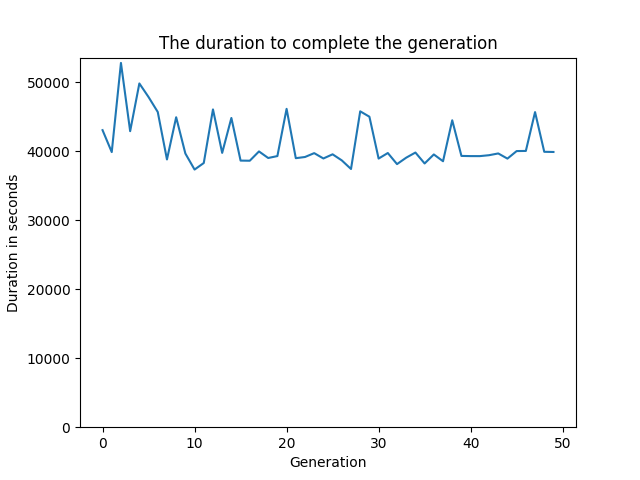 The duration to complete the generation
50000
40000
30000
20000
10000
0
Duration in seconds
0 10 20 30 40 50
Generation